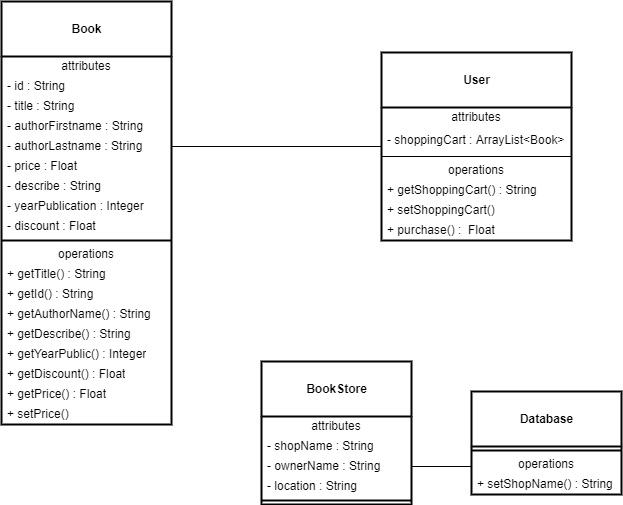 Book
attributes
- id : String
- title : String
- authorFirstname : String
- authorLastname : String
- price : Float
- describe : String
- yearPublication : Integer
- discount : Float
operations
+ getTitle() : String
+ getId() : String
+ getAuthorName() : String
+ getDescribe() : String
+ getYearPublic() : Integer
+ getDiscount() : Float
+ getPrice() : Float
+ setPrice()
User
attributes
- shoppingCart : ArrayList<Book>
operations
+ getShoppingCart() : String
+ setShoppingCart()
+ purchase() : Float
BookStore
attributes
- shopName : String
- ownerName : String
- location : String
Database
operations
+ setShopName() : String